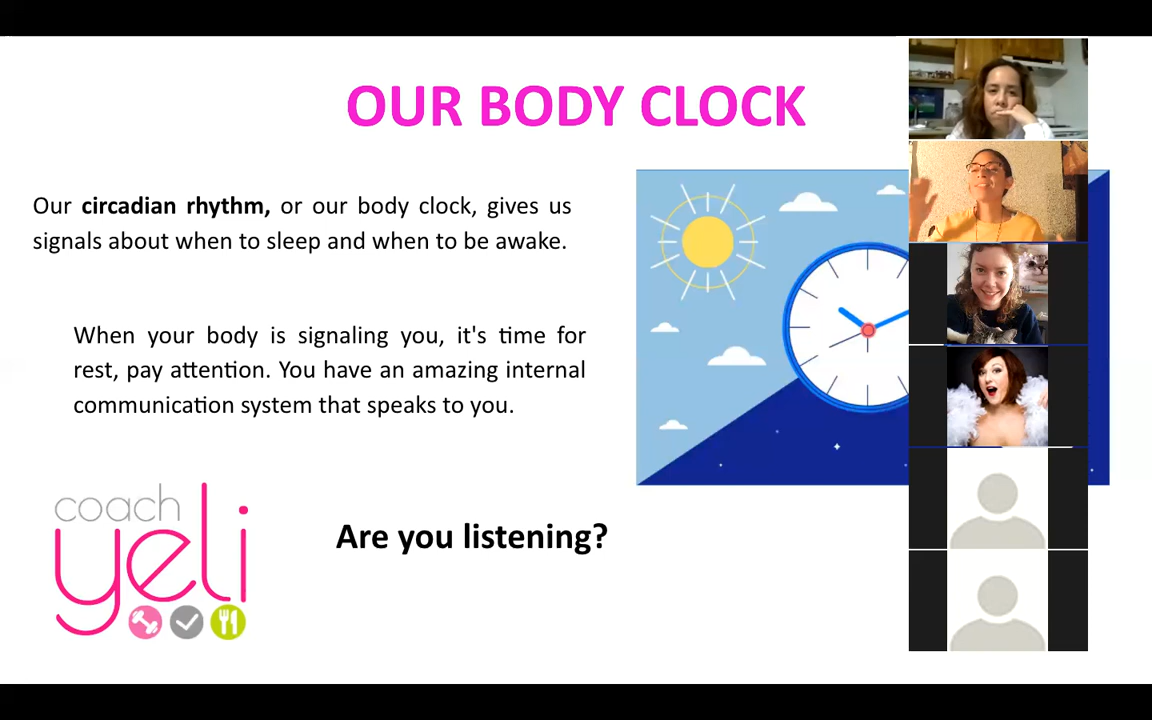 OUR BODY CLOCK
Our circadian rhythm, or our body clock, gives us
signals about when to sleep and when to be awake.
When your body is signaling you, it's time for
rest, pay attention. You have an amazing internal
communication system that speaks to you.
Are you listening?
coach
yeli